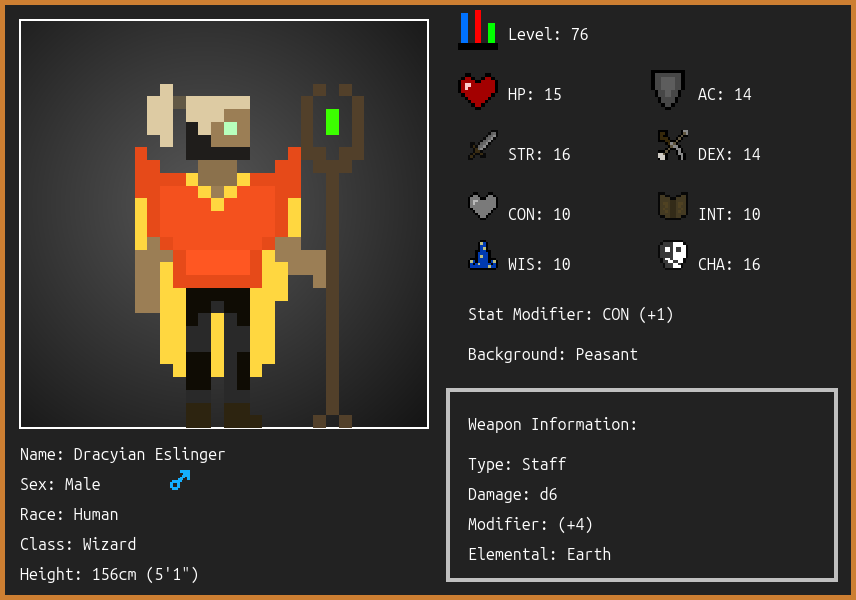 Level: 76
HP: 15
AC: 14
STR: 16
DEX: 14
CON: 10
INT: 10
WIS: 10
CHA: 16
Stat Modifier: CON (+1)
Background: Peasant
Weapon Information:
Type: Staff
Damage: d6
Modifier: (+4)
Elemental: Earth
Name: Dracyian Eslinger
Sex: Male
Race: Human
Class: Wizard
Height: 156cm (5'1")